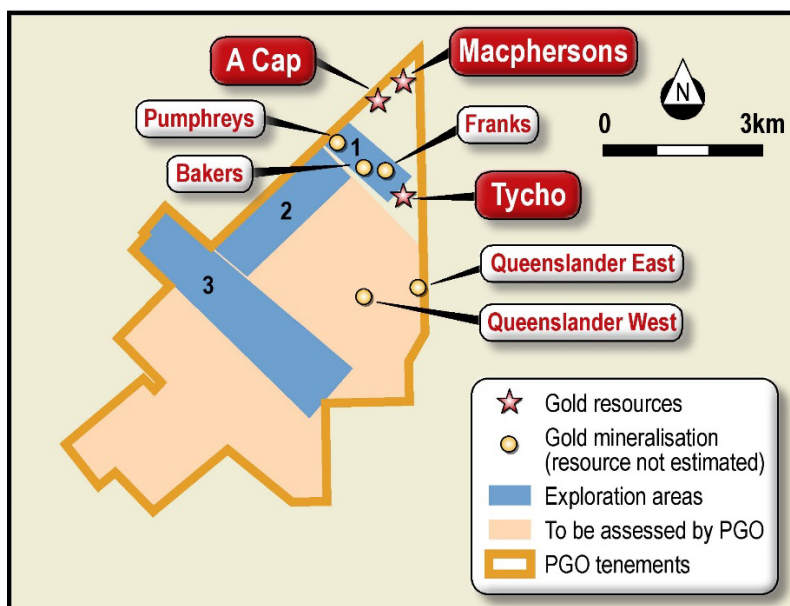 A Cap
Macphersons
N
Pumphreys
Franks
0 3km
1
Bakers
Tycho
2
Queenslander East
3
Queenslander West
Gold resources
Gold mineralisation
(resource not estimated)
Exploration areas
To be assessed by PGO
PGO tenements